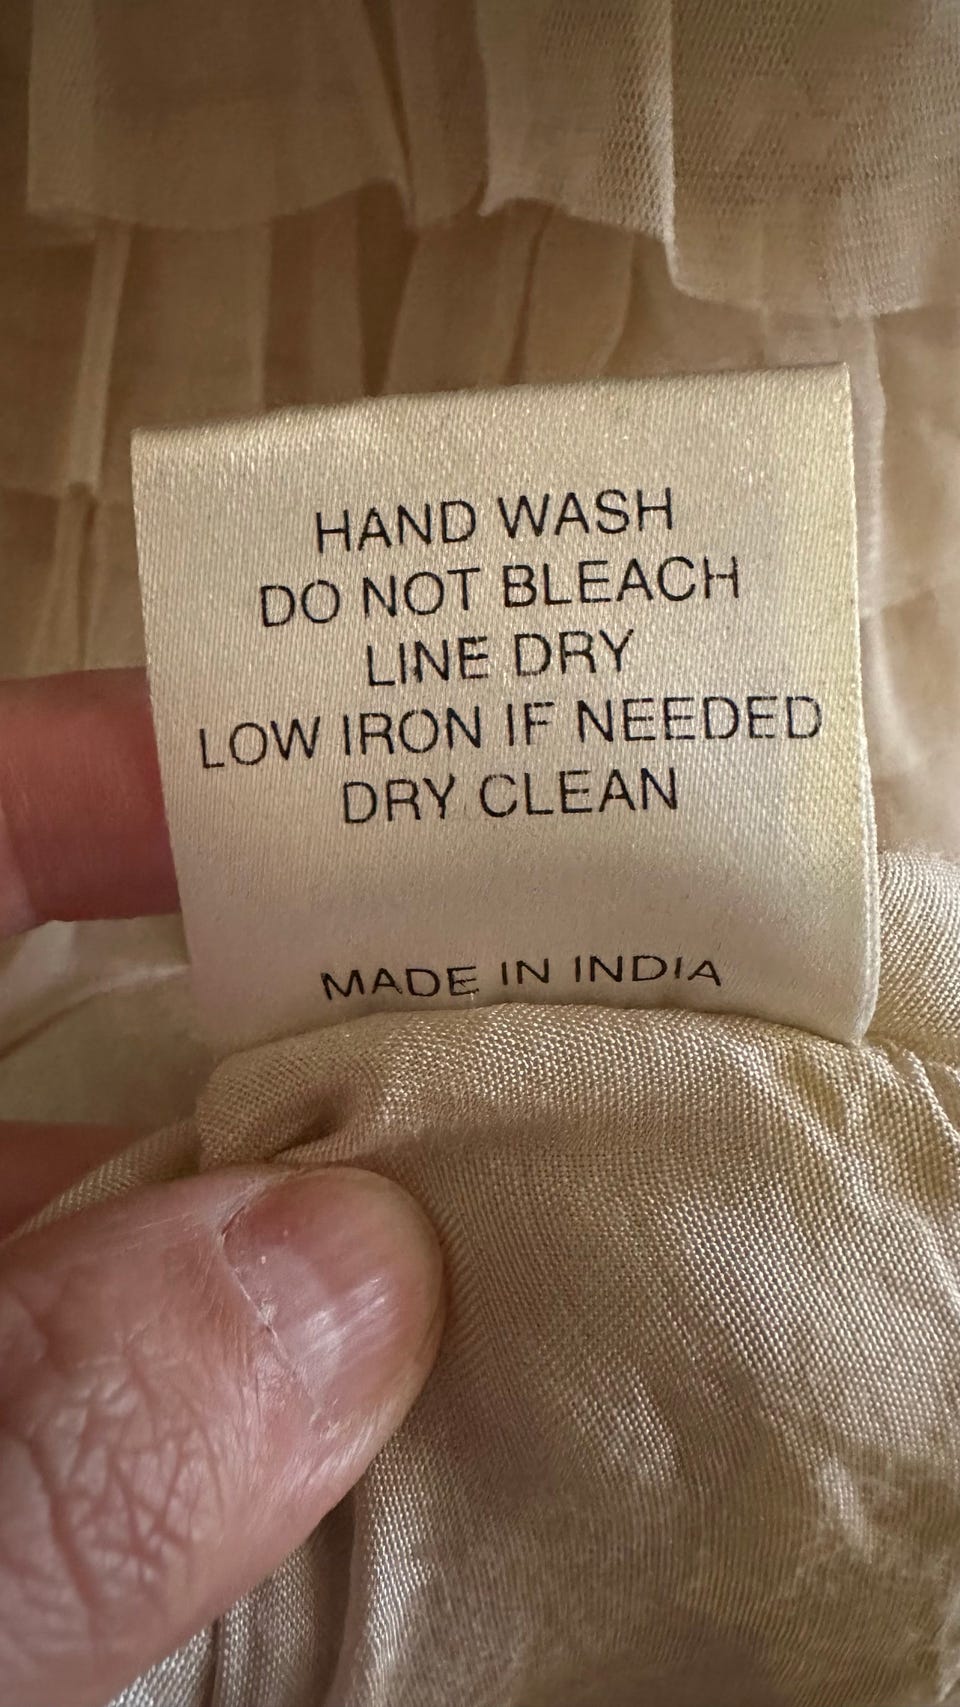 HAND WASH
DO NOT BLEACH
LINE DRY
LOW IRON IF NEEDED
DRY CLEAN
MADE IN INDIA